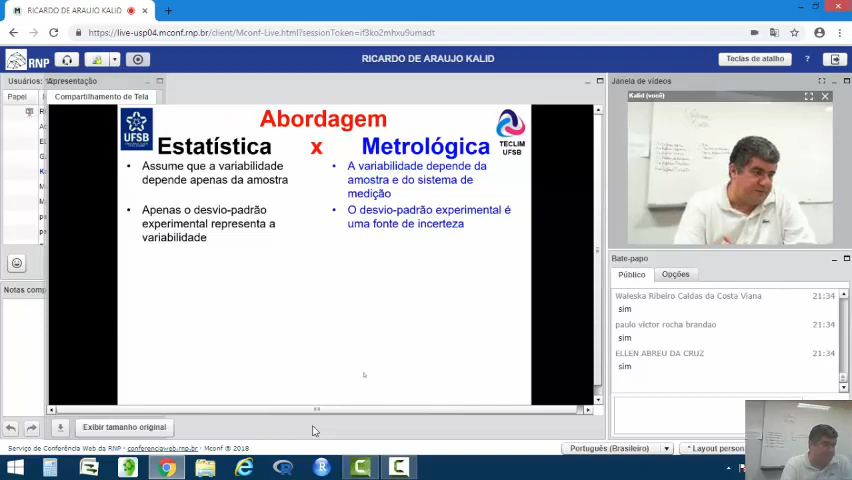 RICARDO DE ARAUJO KALID
https://live-usp04.mconf.rnp.br/client/Mconf-Live.html?sessionToken=if3ko2mhxu9umadt
RNP
RICARDO DE ARAUJO KALID
Teclas de atalho
?
Usuários:
Apresentação
Janela de vídeos
Papel
Compartilhamento de Tela
Kalid (você)
Abordagem
UFSB
TECLIM
UFSB
Estatística x Metrológica
• Assume que a variabilidade
depende apenas da amostra
• Apenas o desvio-padrão
experimental representa a
variabilidade
• A variabilidade depende da
amostra e do sistema de
medição
• O desvio-padrão experimental é
uma fonte de incerteza
Notas com
Bate-papo
Público
Opções
Waleska Ribeiro Caldas da Costa Viana 21:34
sim
paulo victor rocha brandao 21:34
sim
ELLEN ABREU DA CRUZ 21:34
sim
Exibir tamanho original
Serviço de Conferência Web da RNP • conferenciaweb.rnp.br • Mconf ® 2018
Português (Brasileiro)
* Layout person